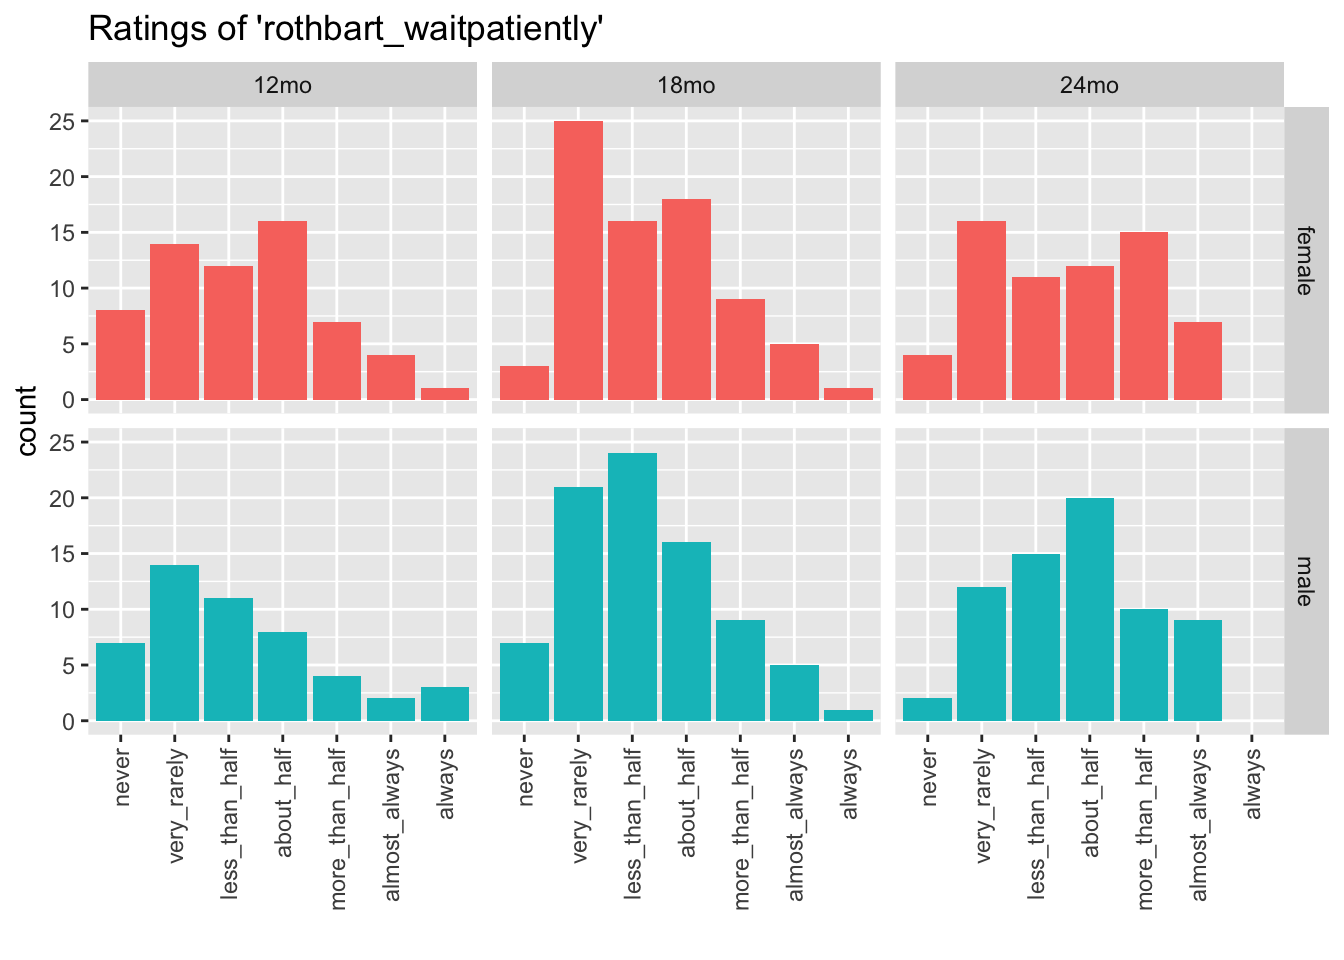 Ratings of 'rothbart_waitpatiently'
12mo 18mo 24mo
25
20
15
10
5
0
female
count
25
20
15
10
5
0
male
never very_rarely less_than_half about_half more_than_half almost_always always
never very_rarely less_than_half about_half more_than_half almost_always always
never very_rarely less_than_half about_half more_than_half almost_always always